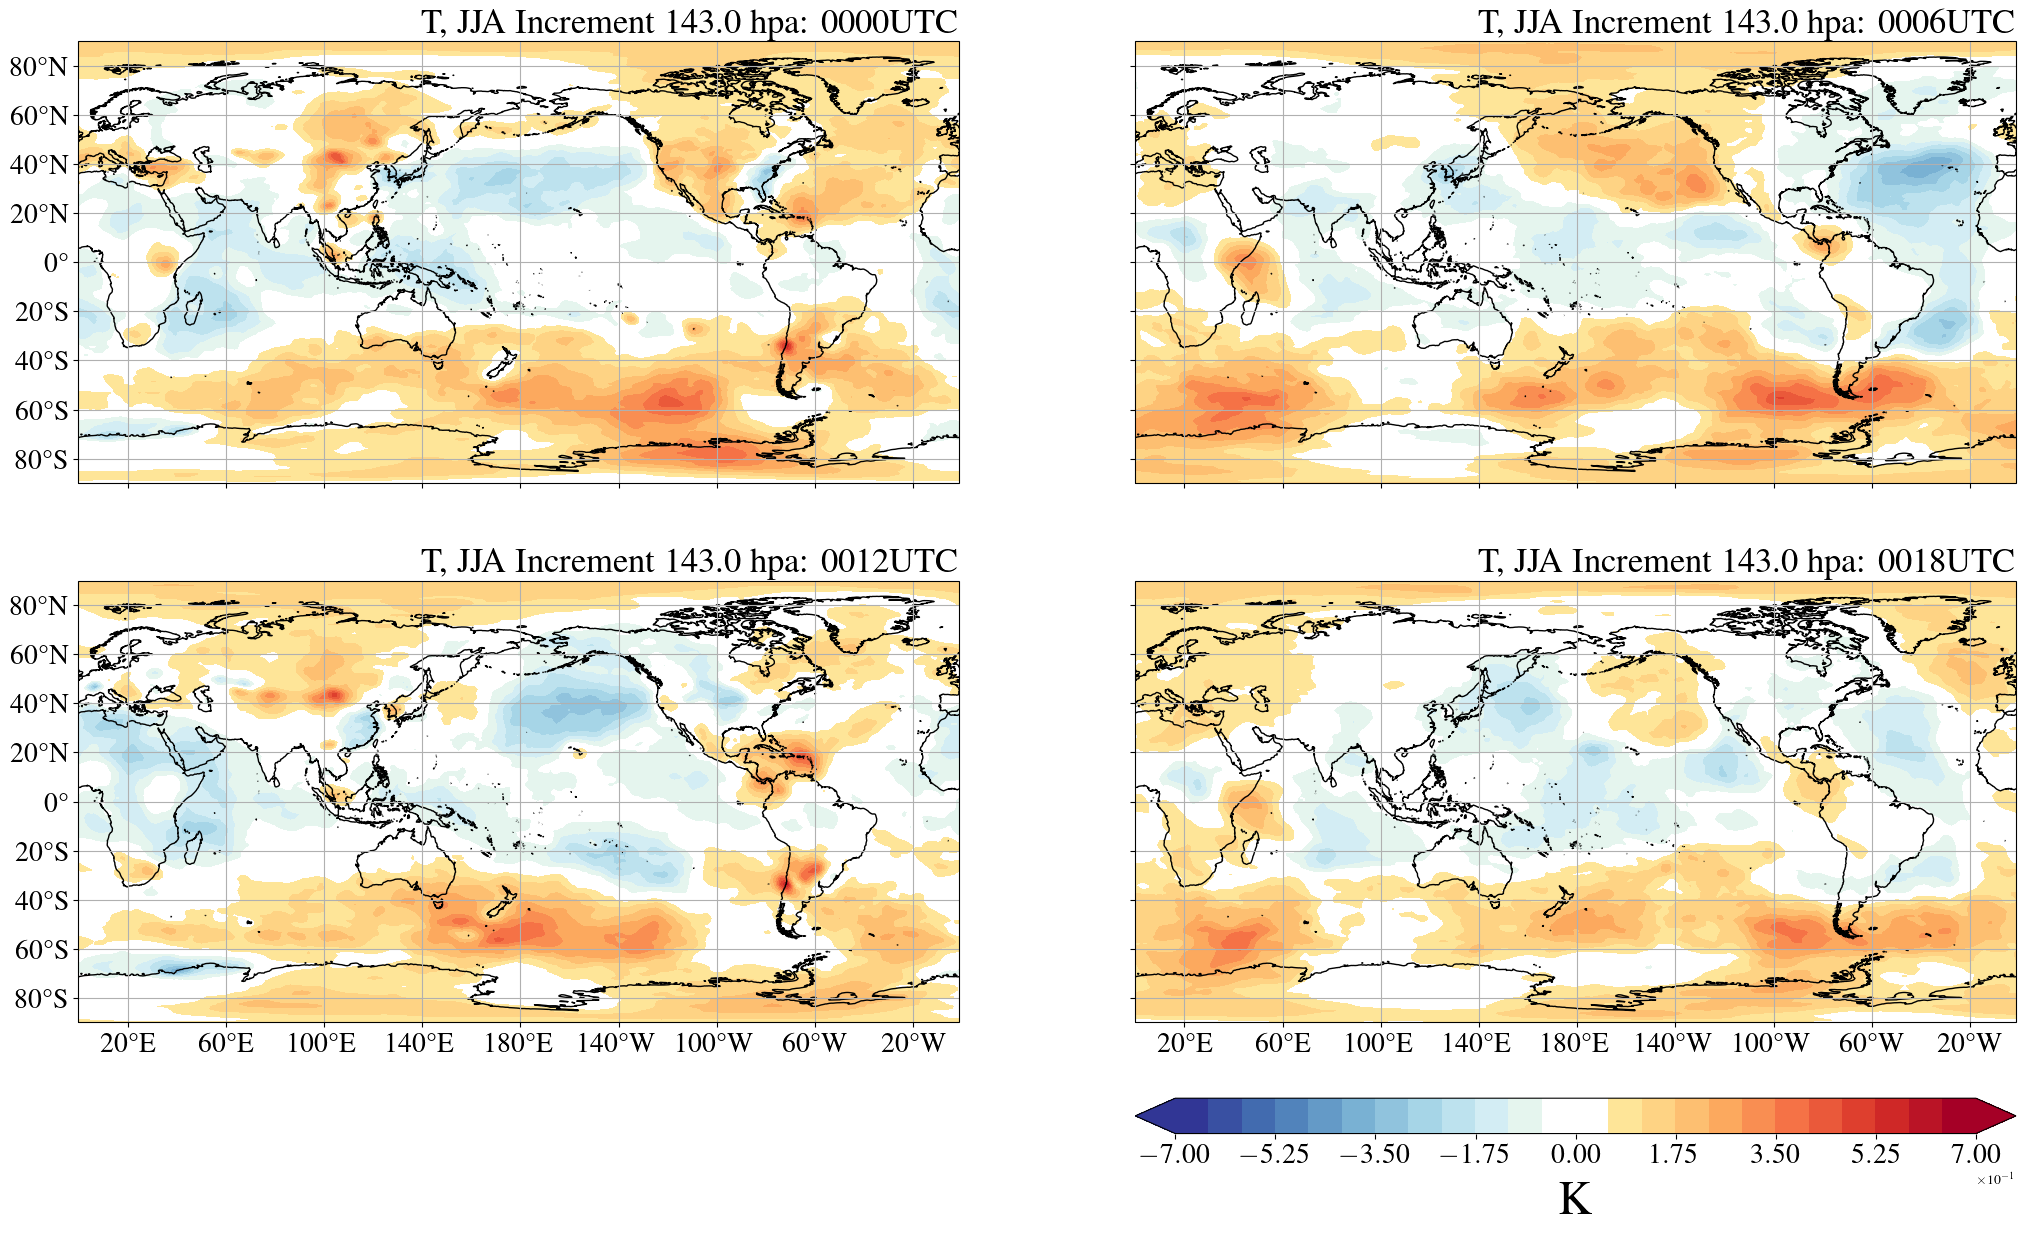 T, JJA Increment 143.0 hpa: 0000UTC
T, JJA Increment 143.0 hpa: 0006UTC
80°N
60°N
40°N
20°N
0°
20°S
40°S
60°S
80°S
T, JJA Increment 143.0 hpa: 0012UTC
T, JJA Increment 143.0 hpa: 0018UTC
80°N
60°N
40°N
20°N
0°
20°S
40°S
60°S
80°S
20°E 60°E 100°E 140°E 180°E 140°W 100°W 60°W 20°W
20°E 60°E 100°E 140°E 180°E 140°W 100°W 60°W 20°W
−7.00 −5.25 −3.50 −1.75 0.00 1.75 3.50 5.25 7.00
×10⁻¹
K